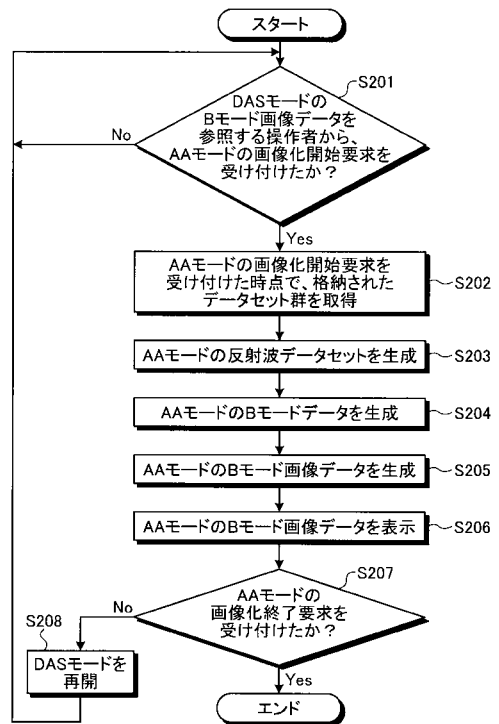 スタート
S201
DASモードの
Bモード画像データを
参照する操作者から、
AAモードの画像化開始要求を
受け付けたか？
No
Yes
AAモードの画像化開始要求を
受け付けた時点で、格納された
データセット群を取得
S202
AAモードの反射波データセットを生成
S203
AAモードのBモードデータを生成
S204
AAモードのBモード画像データを生成
S205
AAモードのBモード画像データを表示
S206
S207
AAモードの
画像化終了要求を
受け付けたか？
No
S208
DASモードを
再開
Yes
エンド